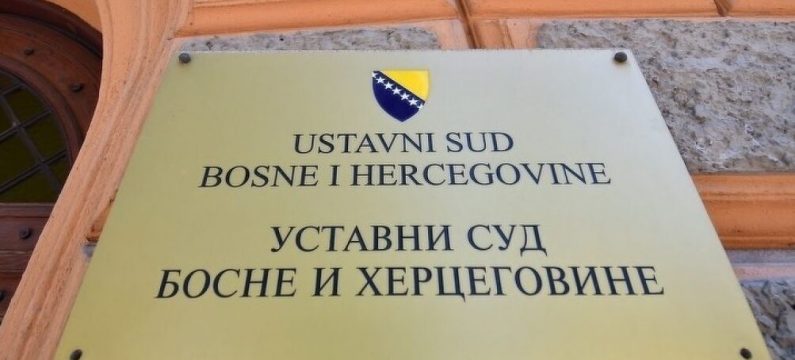 USTAVNI SUD
BOSNE I HERCEGOVINE
УСТАВНИ СУД
БОСНЕ И ХЕРЦЕГОВИНЕ